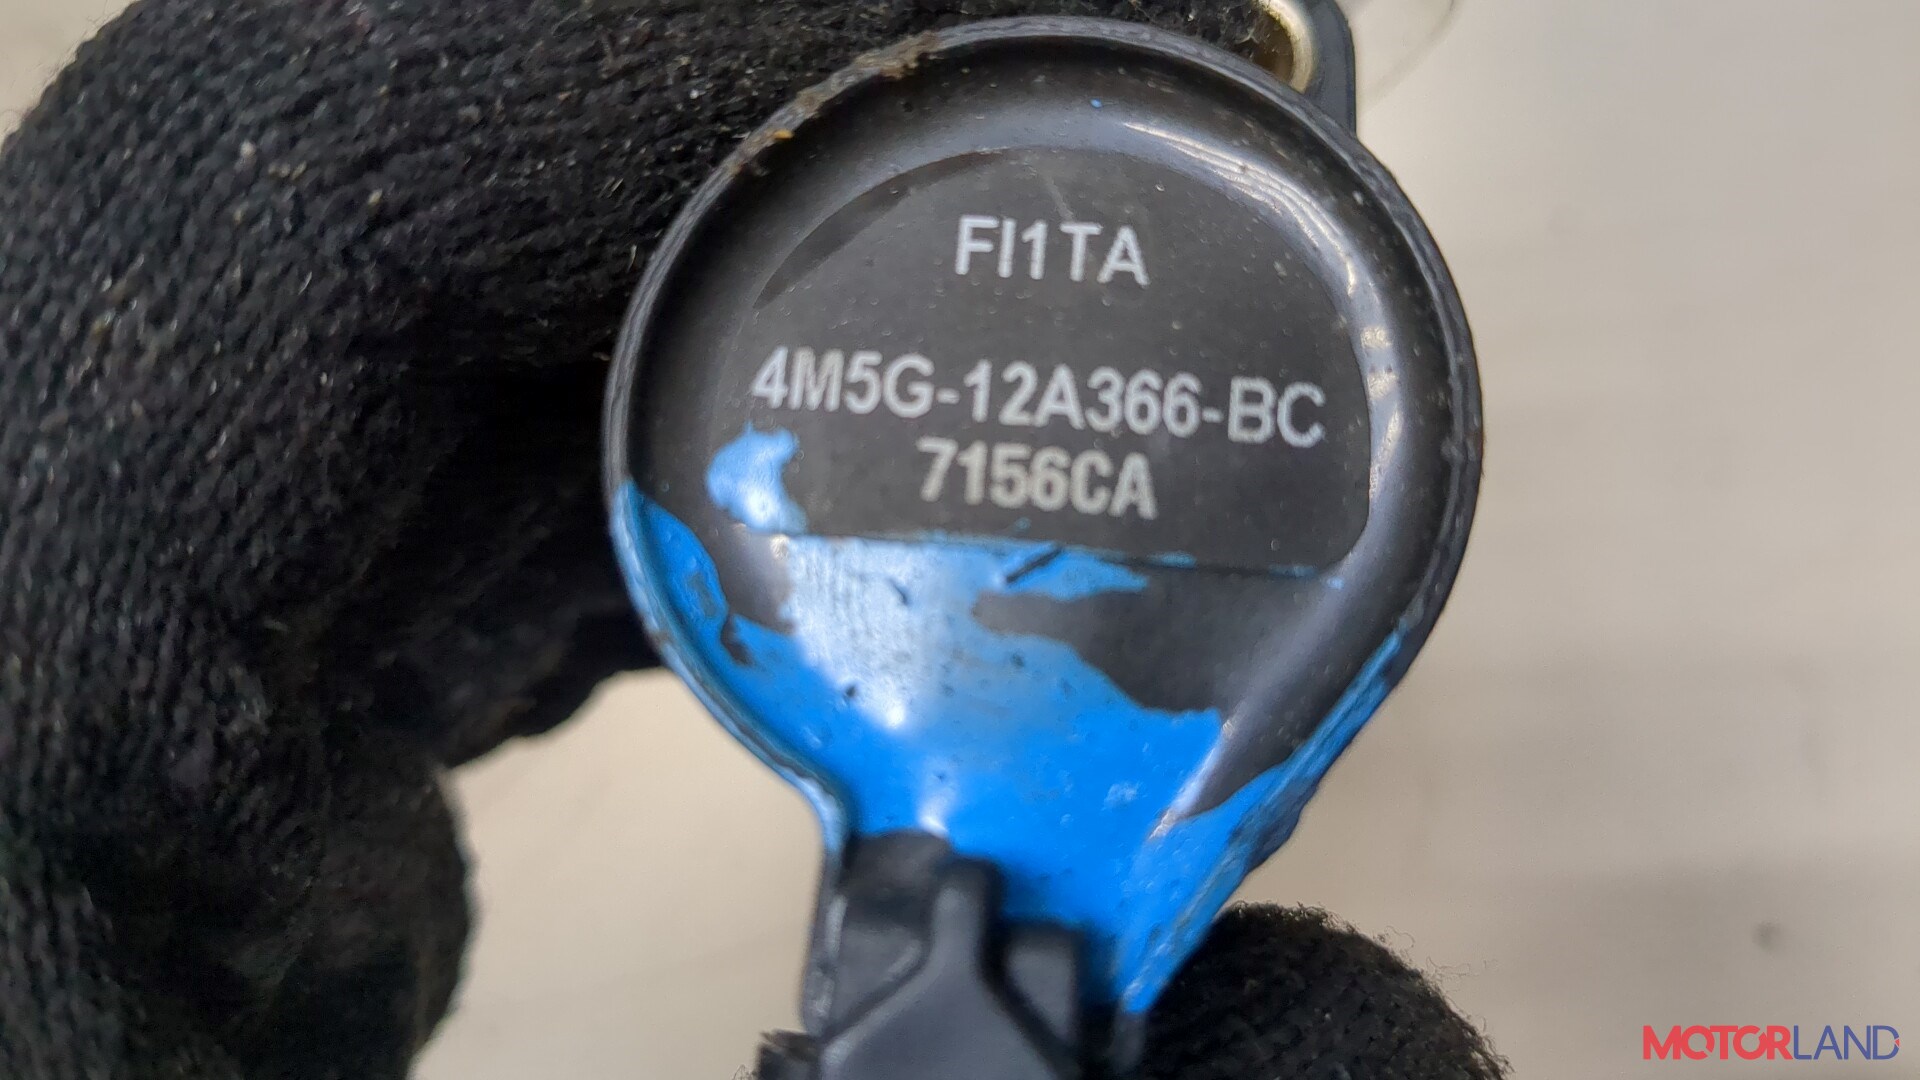 FI1TA
4M5G-12A366-BC
7156CA
MOTORLAND